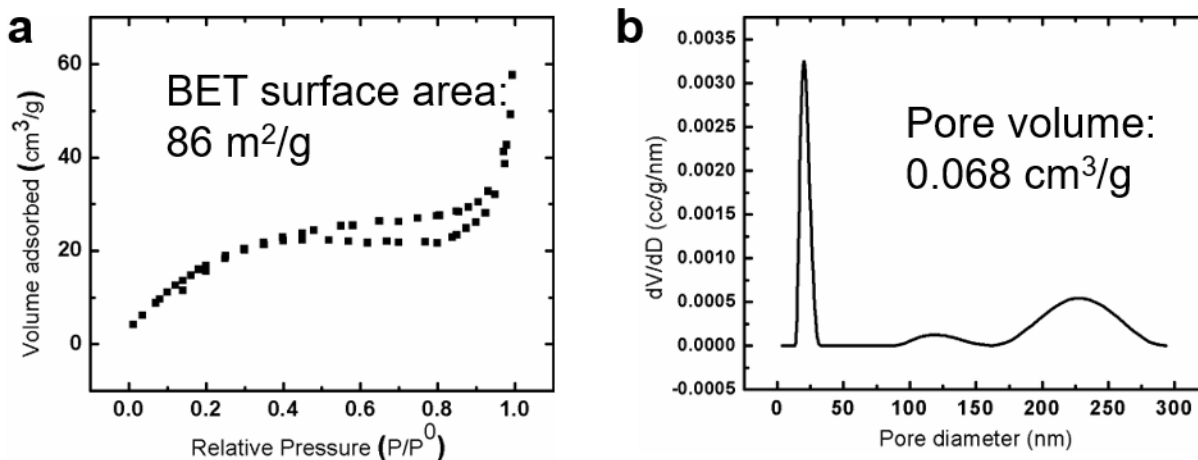 a
BET surface area:
86 m²/g
Volume adsorbed (cm³/g)
60
40
20
0
0.0 0.2 0.4 0.6 0.8 1.0
Relative Pressure (P/P⁰)
b
Pore volume:
0.068 cm³/g
dV/dD (cc/g/nm)
0.0035
0.0030
0.0025
0.0020
0.0015
0.0010
0.0005
0.0000
-0.0005
0 50 100 150 200 250 300
Pore diameter (nm)